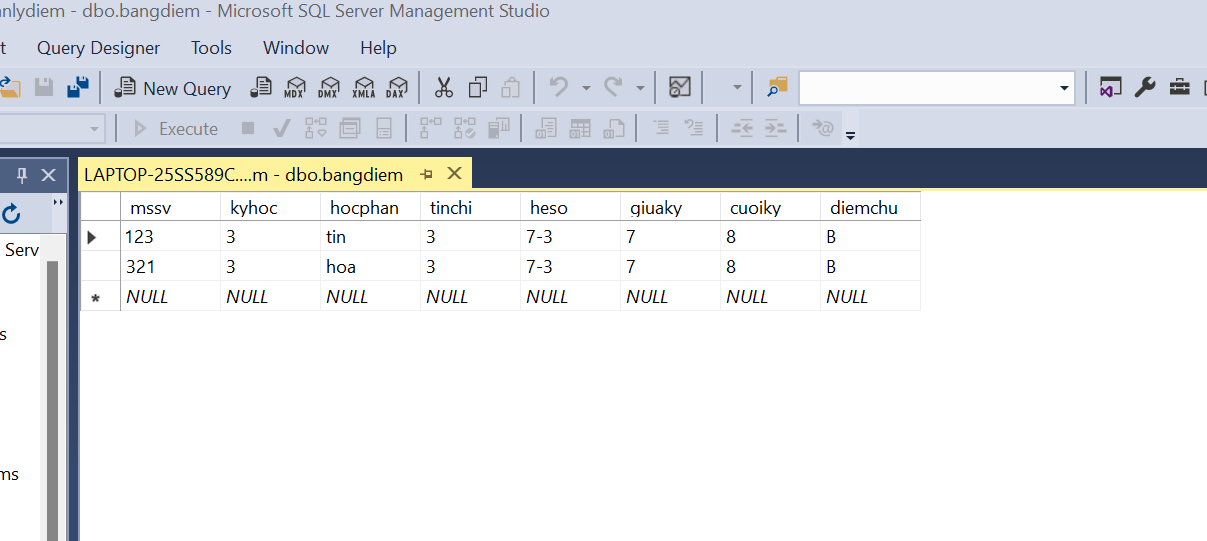 nlydiem - dbo.bangdiem - Microsoft SQL Server Management Studio
t Query Designer Tools Window Help
New Query MDX DMX XMLA DAX
Execute
LAPTOP-25SS589C....m - dbo.bangdiem
mssv kyhoc hocphan tinchi heso giuaky cuoiky diemchu
123 3 tin 3 7-3 7 8 B
Serv
321 3 hoa 3 7-3 7 8 B
* NULL NULL NULL NULL NULL NULL NULL NULL
s
ms